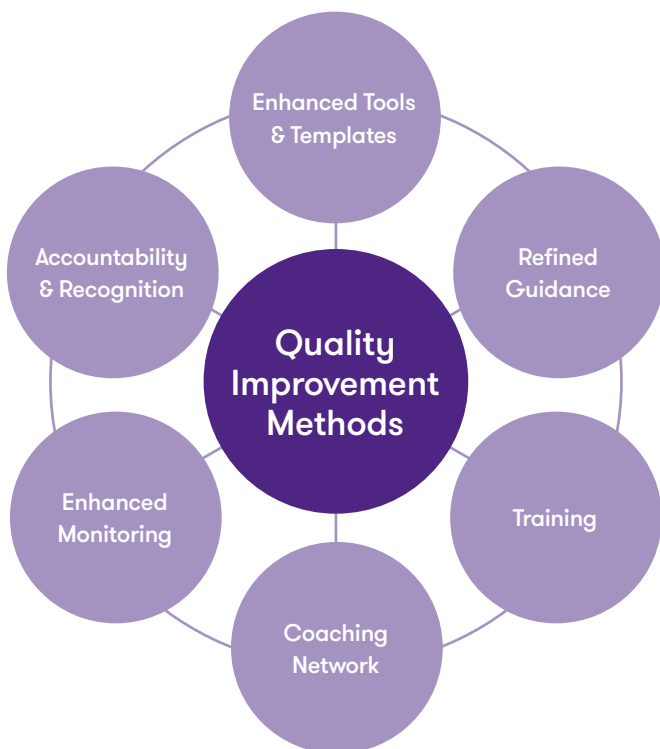 Enhanced Tools
& Templates
Refined
Guidance
Training
Coaching
Network
Enhanced
Monitoring
Accountability
& Recognition
Quality
Improvement
Methods